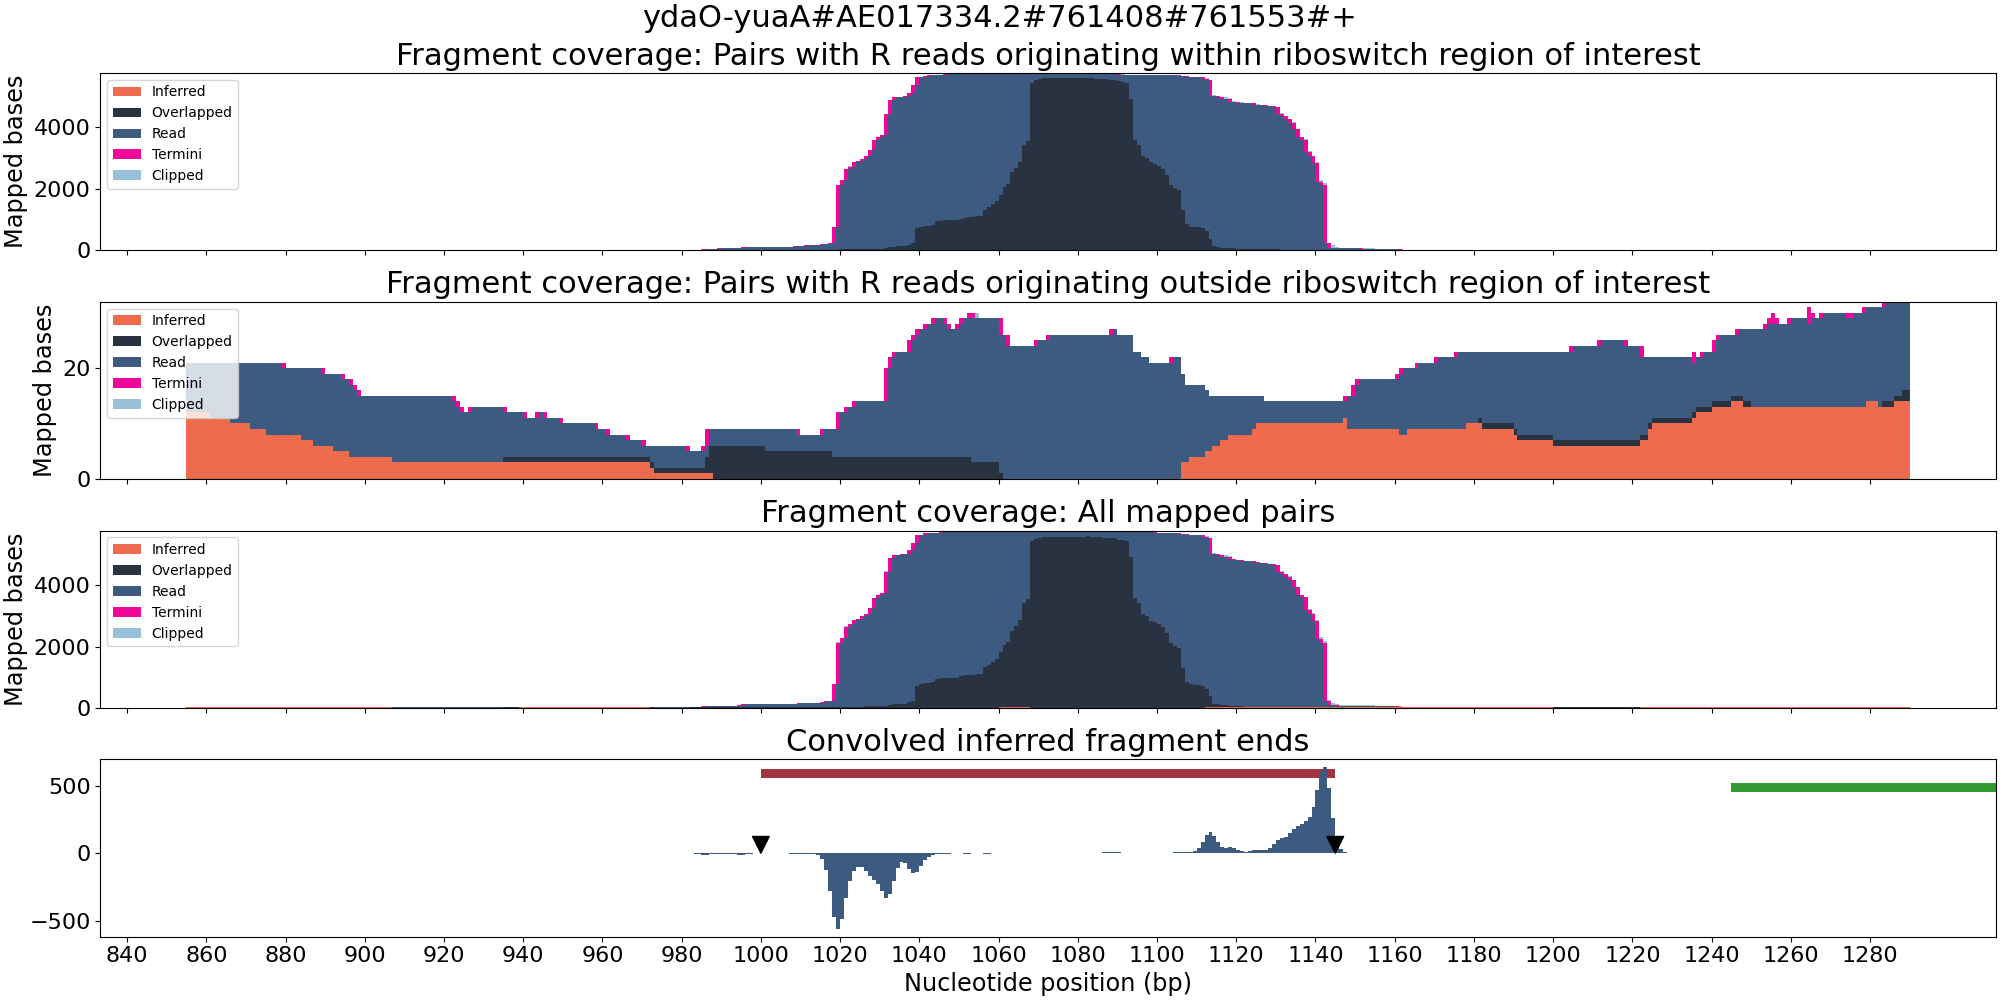 ydaO-yuaA#AE017334.2#761408#761553#+
Fragment coverage: Pairs with R reads originating within riboswitch region of interest
Mapped bases
4000
2000
0
Inferred
Overlapped
Read
Termini
Clipped
Fragment coverage: Pairs with R reads originating outside riboswitch region of interest
Mapped bases
20
0
Inferred
Overlapped
Read
Termini
Clipped
Fragment coverage: All mapped pairs
Mapped bases
4000
2000
0
Inferred
Overlapped
Read
Termini
Clipped
Convolved inferred fragment ends
500
0
−500
840 860 880 900 920 940 960 980 1000 1020 1040 1060 1080 1100 1120 1140 1160 1180 1200 1220 1240 1260 1280
Nucleotide position (bp)